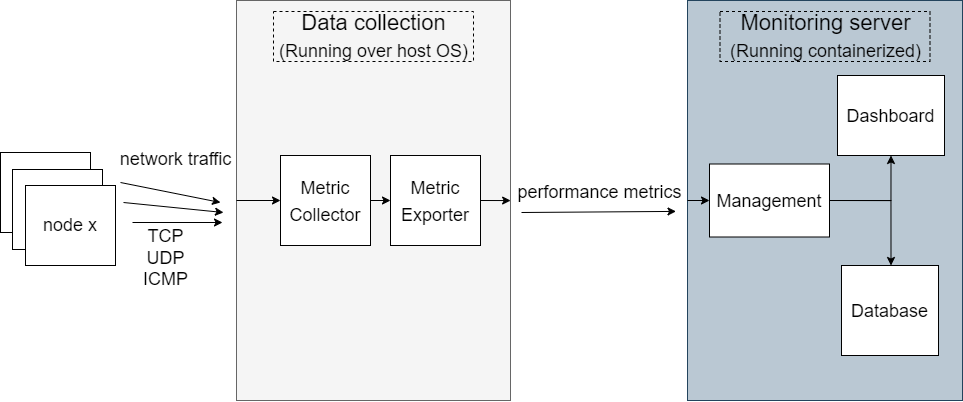 Data collection
(Running over host OS)
Monitoring server
(Running containerized)
Dashboard
network traffic
Metric
Collector
Metric
Exporter
performance metrics
Management
node x
TCP
UDP
ICMP
Database